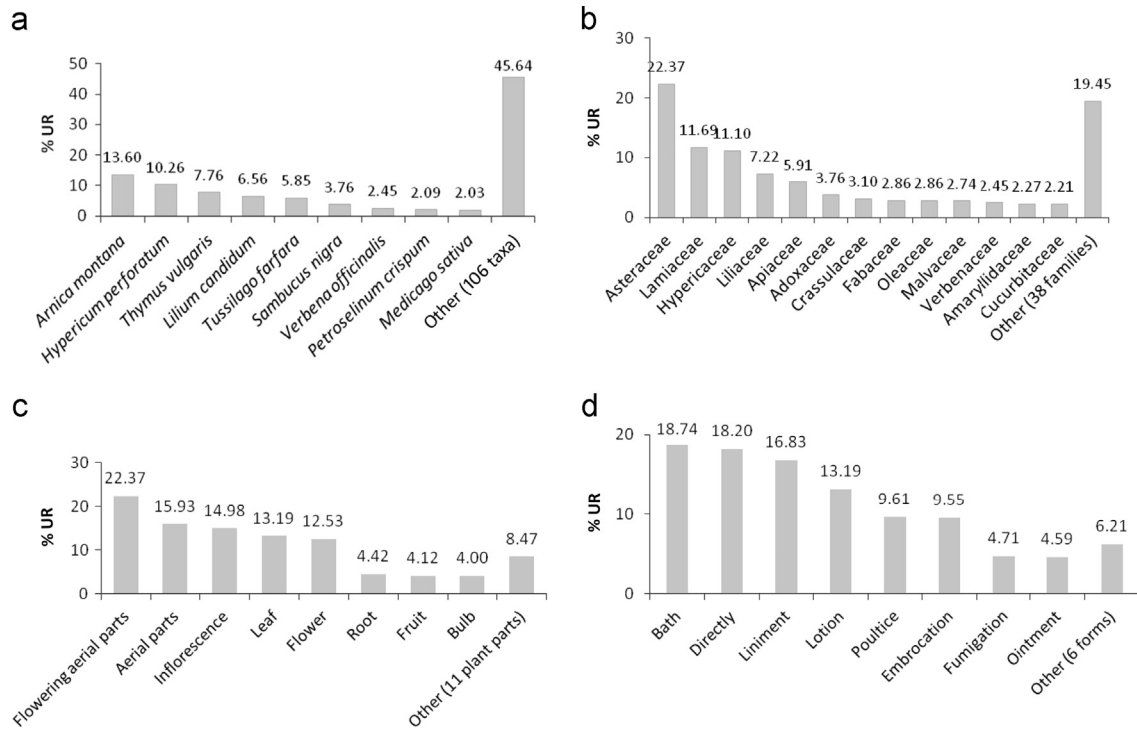 a
% UR
50
40
30
20
10
0
13.60
10.26
7.76
6.56
5.85
3.76
2.45
2.09
2.03
45.64
Arnica montana
Hypericum perforatum
Thymus vulgaris
Lilium candidum
Tussilago farfara
Sambucus nigra
Verbena officinalis
Petroselinum crispum
Medicago sativa
Other (106 taxa)
b
% UR
30
20
10
0
22.37
11.69
11.10
7.22
5.91
3.76
3.10
2.86
2.86
2.74
2.45
2.27
2.21
19.45
Asteraceae
Lamiaceae
Hypericaceae
Liliaceae
Apiaceae
Adoxaceae
Crassulaceae
Fabaceae
Oleaceae
Malvaceae
Verbenaceae
Amaryllidaceae
Cucurbitaceae
Other (38 families)
c
% UR
30
20
10
0
22.37
15.93
14.98
13.19
12.53
4.42
4.12
4.00
8.47
Flowering aerial parts
Aerial parts
Inflorescence
Leaf
Flower
Root
Fruit
Bulb
Other (11 plant parts)
d
% UR
20
10
0
18.74
18.20
16.83
13.19
9.61
9.55
4.71
4.59
6.21
Bath
Directly
Liniment
Lotion
Poultice
Embrocation
Fumigation
Ointment
Other (6 forms)